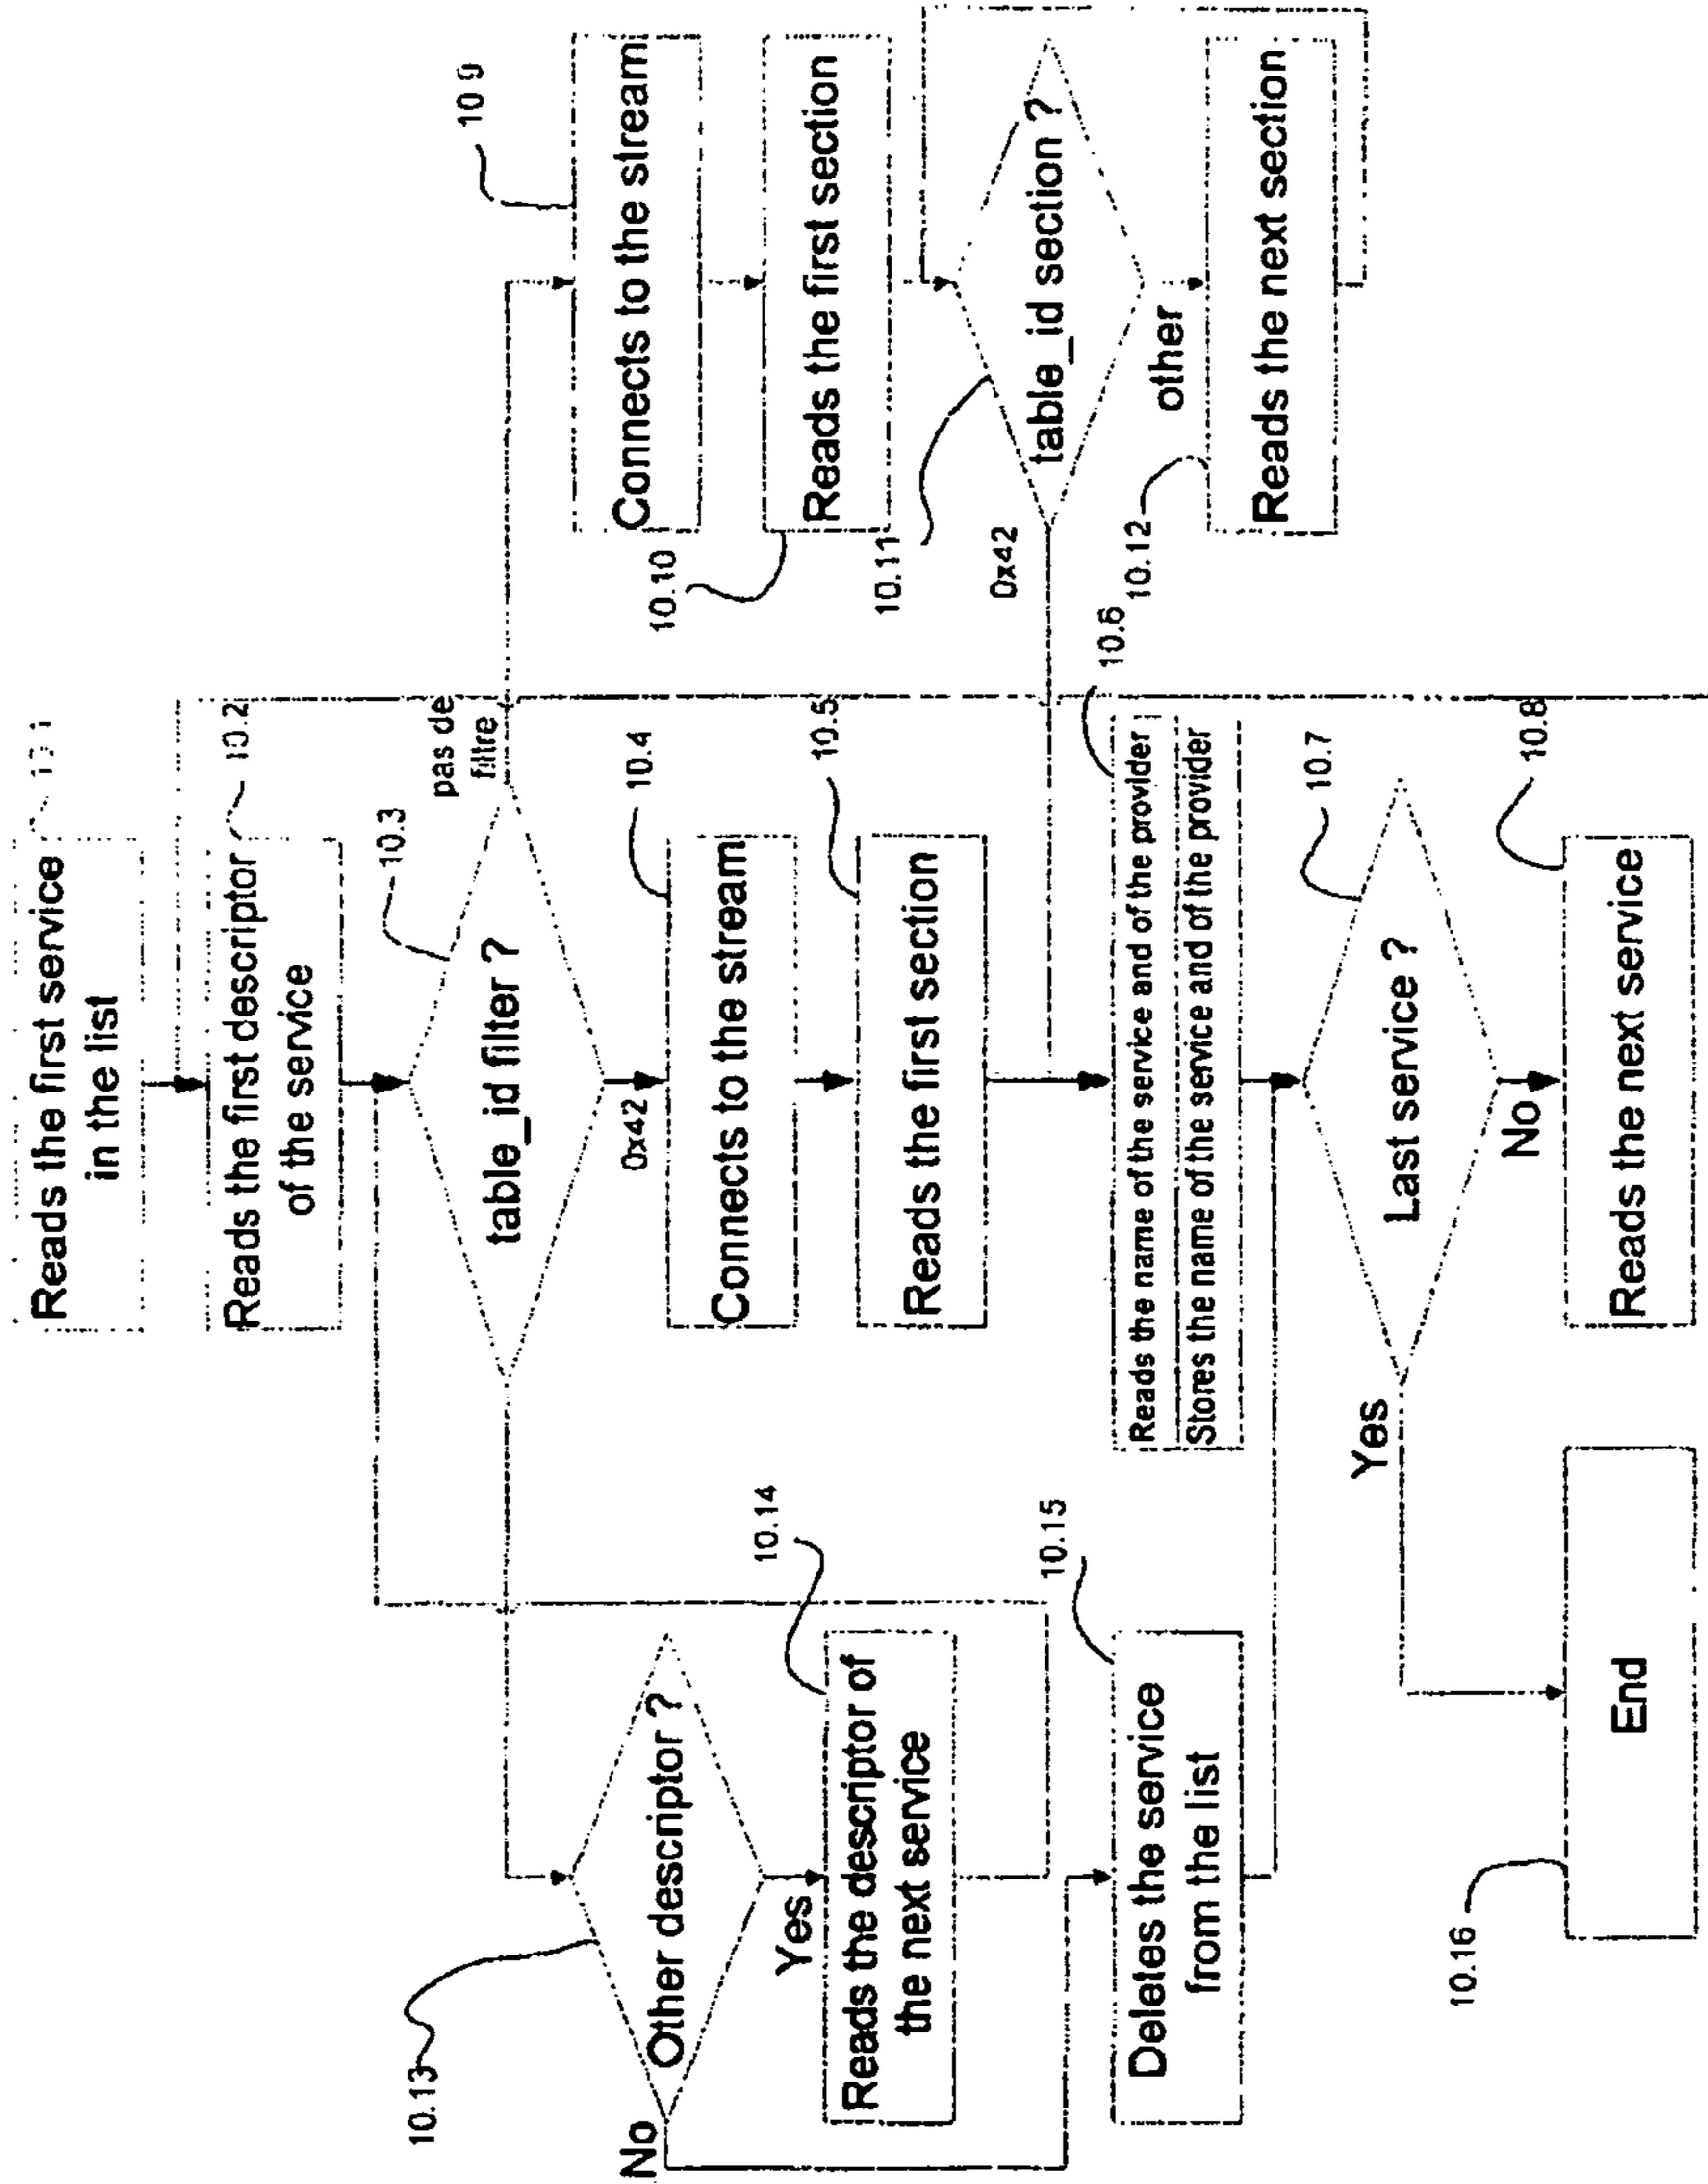 Reads the first service
in the list
Reads the first descriptor
of the service
10.2
table_id filter ?
10.3
pas de
filtre
0x42
Connects to the stream
10.4
Reads the first section
10.5
Reads the name of the service and of the provider
Stores the name of the service and of the provider
10.6
Last service ?
10.7
Yes
No
Reads the next service
10.8
Connects to the stream
10 9
Reads the first section
10.10
table_id section ?
10.11
0x42
other
Reads the next section
10.12
Other descriptor ?
10.13
No
Yes
Reads the descriptor of
the next service
10.14
Deletes the service
from the list
10.15
End
10.16